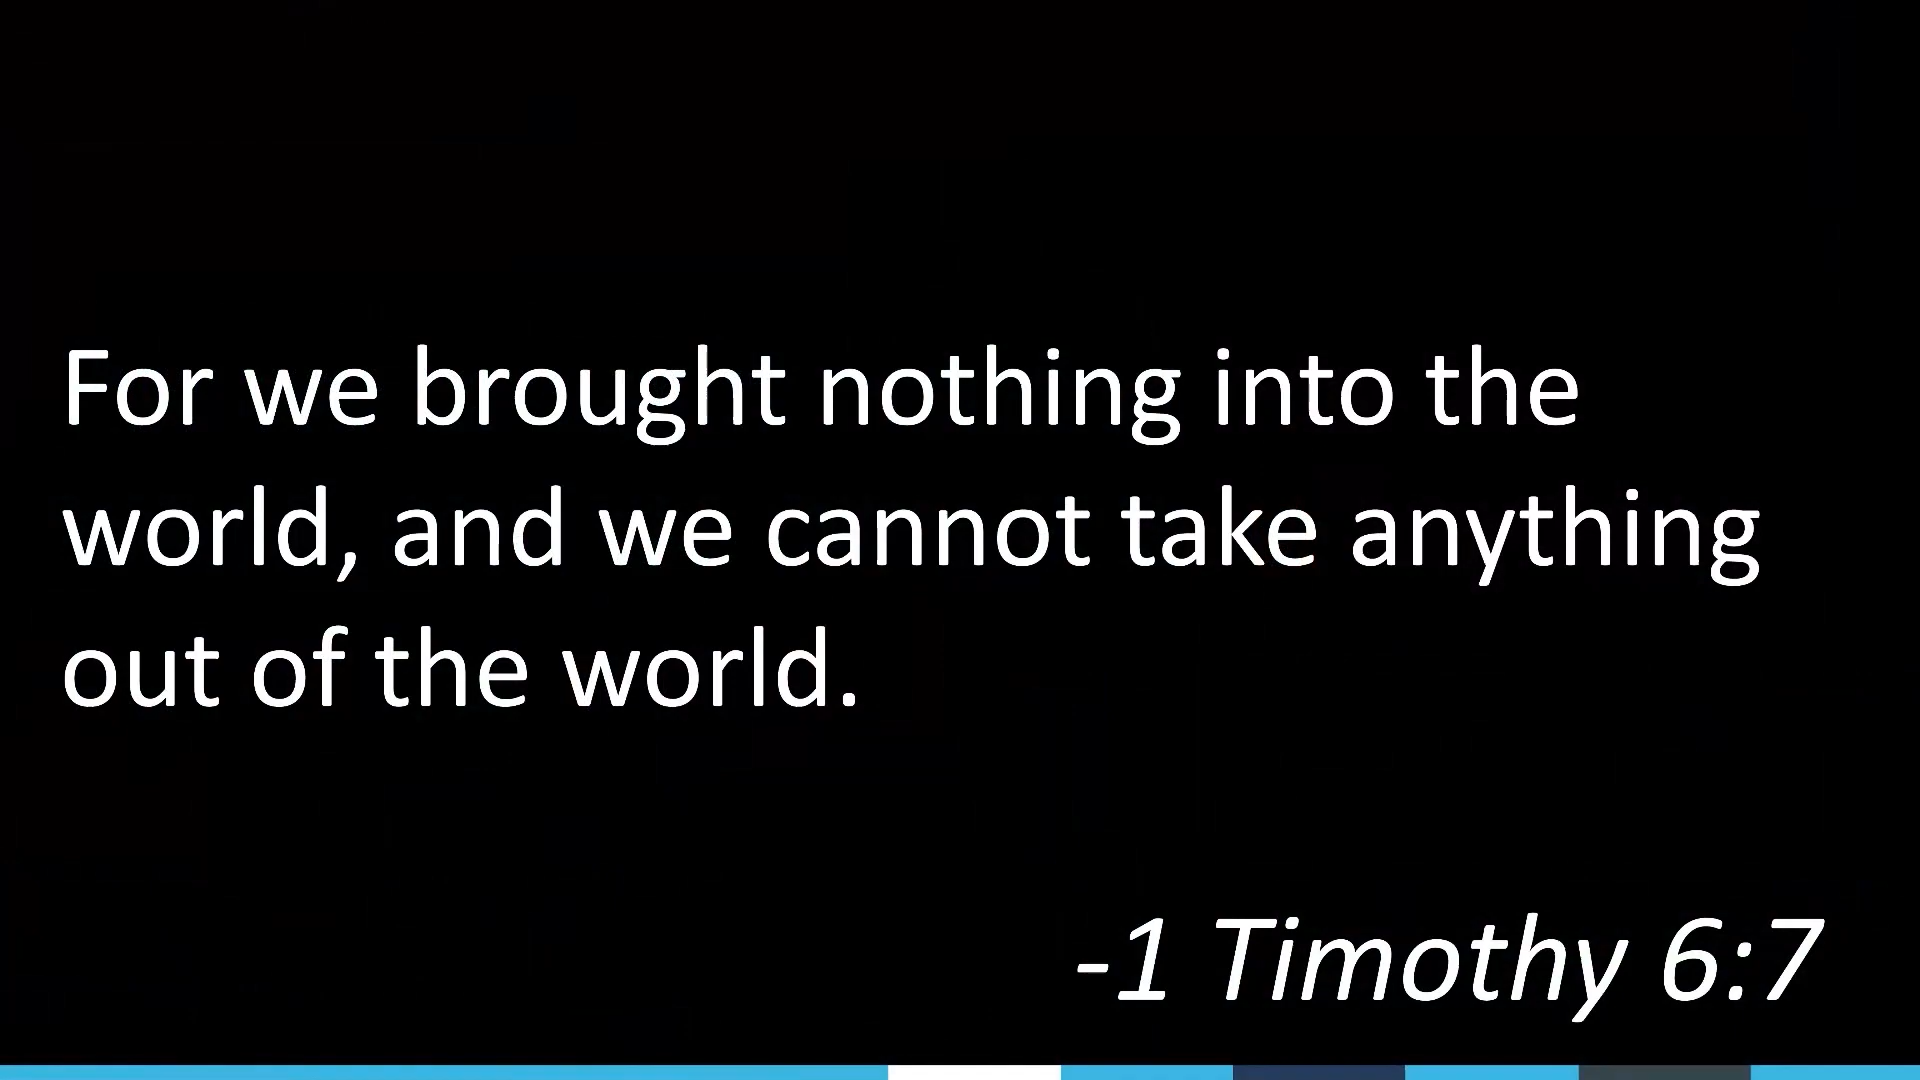 For we brought nothing into the
world, and we cannot take anything
out of the world.
-1 Timothy 6:7